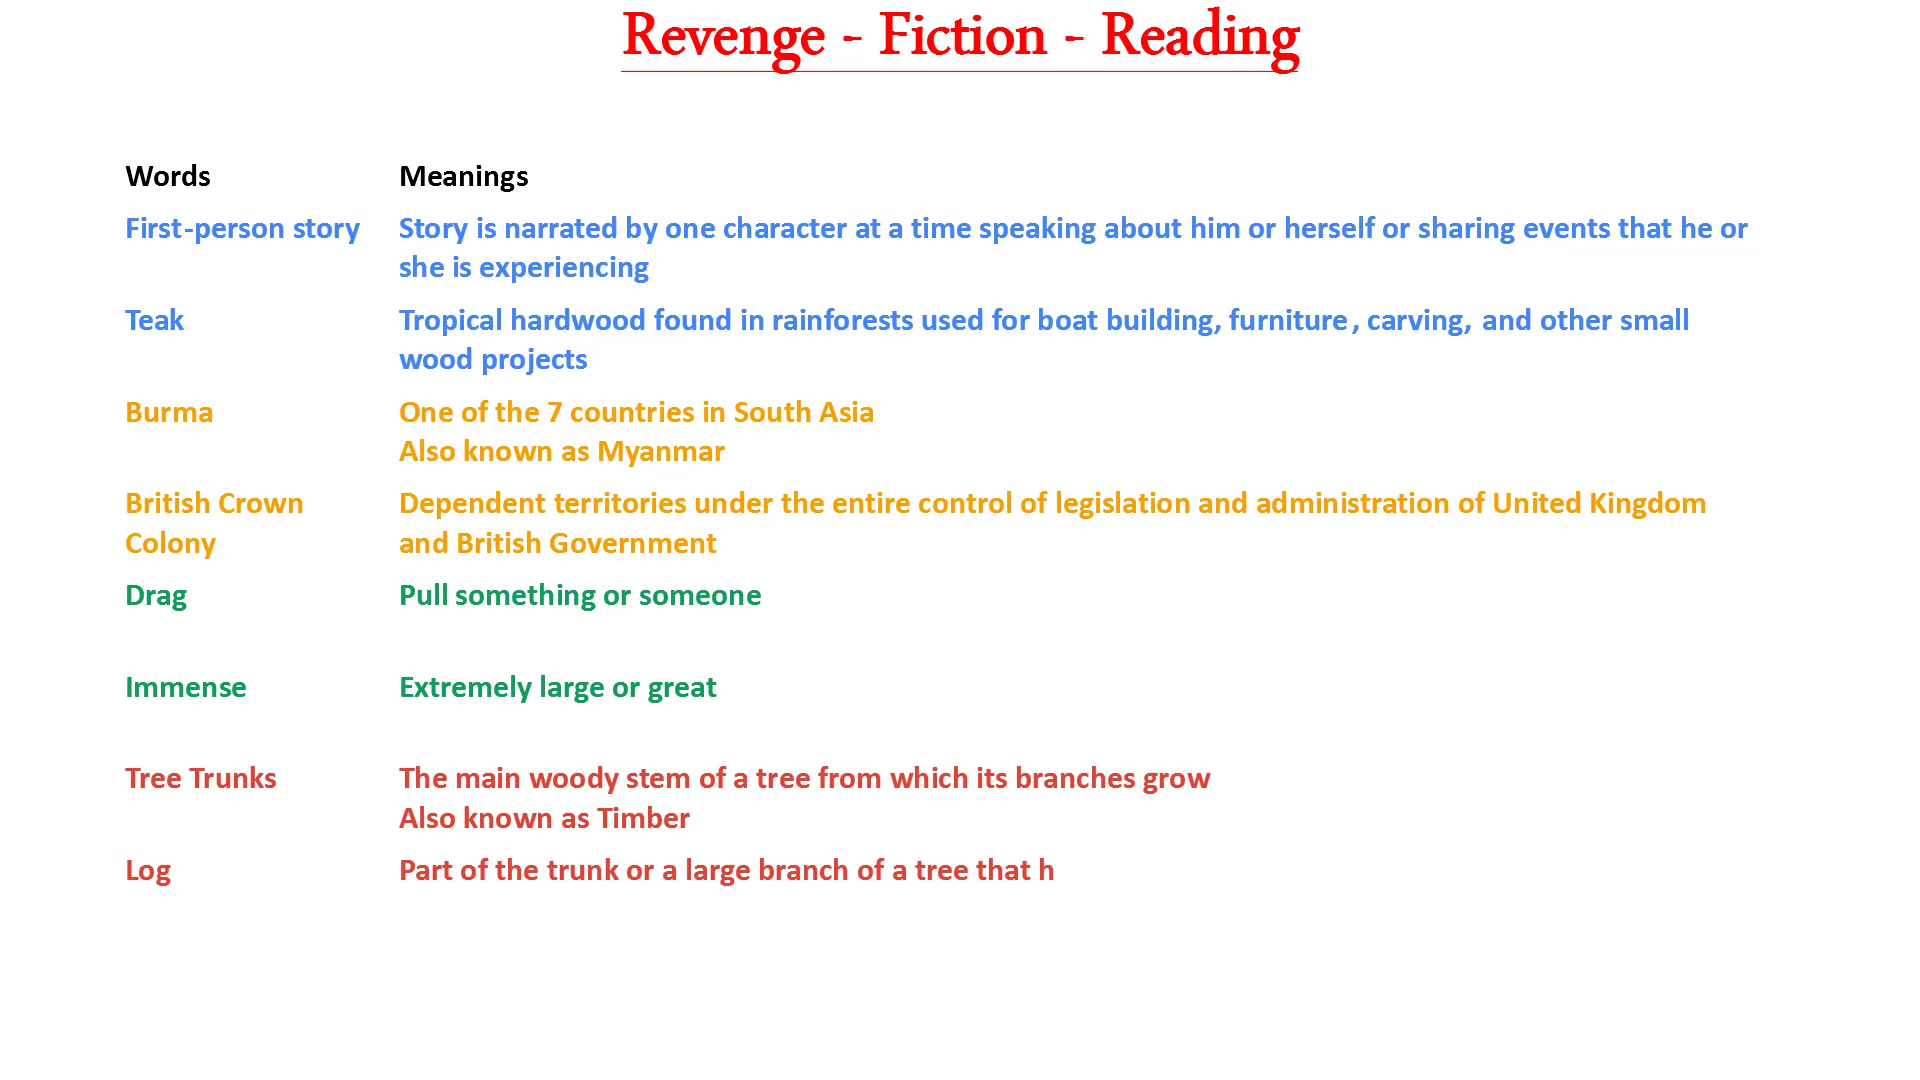 Revenge - Fiction - Reading
Words Meanings
First-person story Story is narrated by one character at a time speaking about him or herself or sharing events that he or
she is experiencing
Teak Tropical hardwood found in rainforests used for boat building, furniture, carving, and other small
wood projects
Burma One of the 7 countries in South Asia
Also known as Myanmar
British Crown Dependent territories under the entire control of legislation and administration of United Kingdom
Colony and British Government
Drag Pull something or someone
Immense Extremely large or great
Tree Trunks The main woody stem of a tree from which its branches grow
Also known as Timber
Log Part of the trunk or a large branch of a tree that h